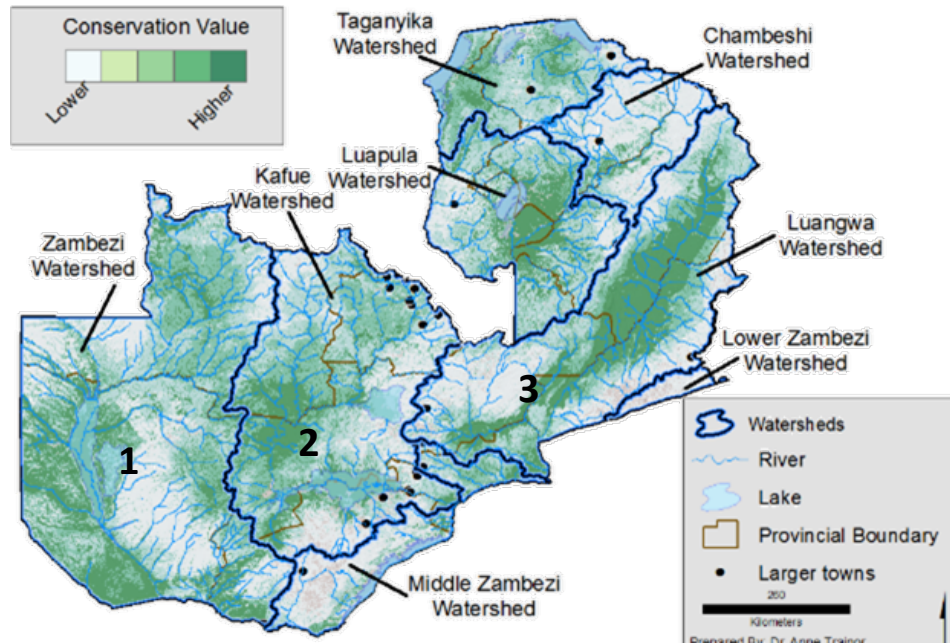 Conservation Value
Lower
Higher
Taganyika
Watershed
Chambeshi
Watershed
Luapula
Watershed
Kafue
Watershed
Zambezi
Watershed
Luangwa
Watershed
Lower Zambezi
Watershed
1
2
3
Middle Zambezi
Watershed
Watersheds
River
Lake
Provincial Boundary
Larger towns
260
Kilometers
Prepared By: Dr. Anne Trainor